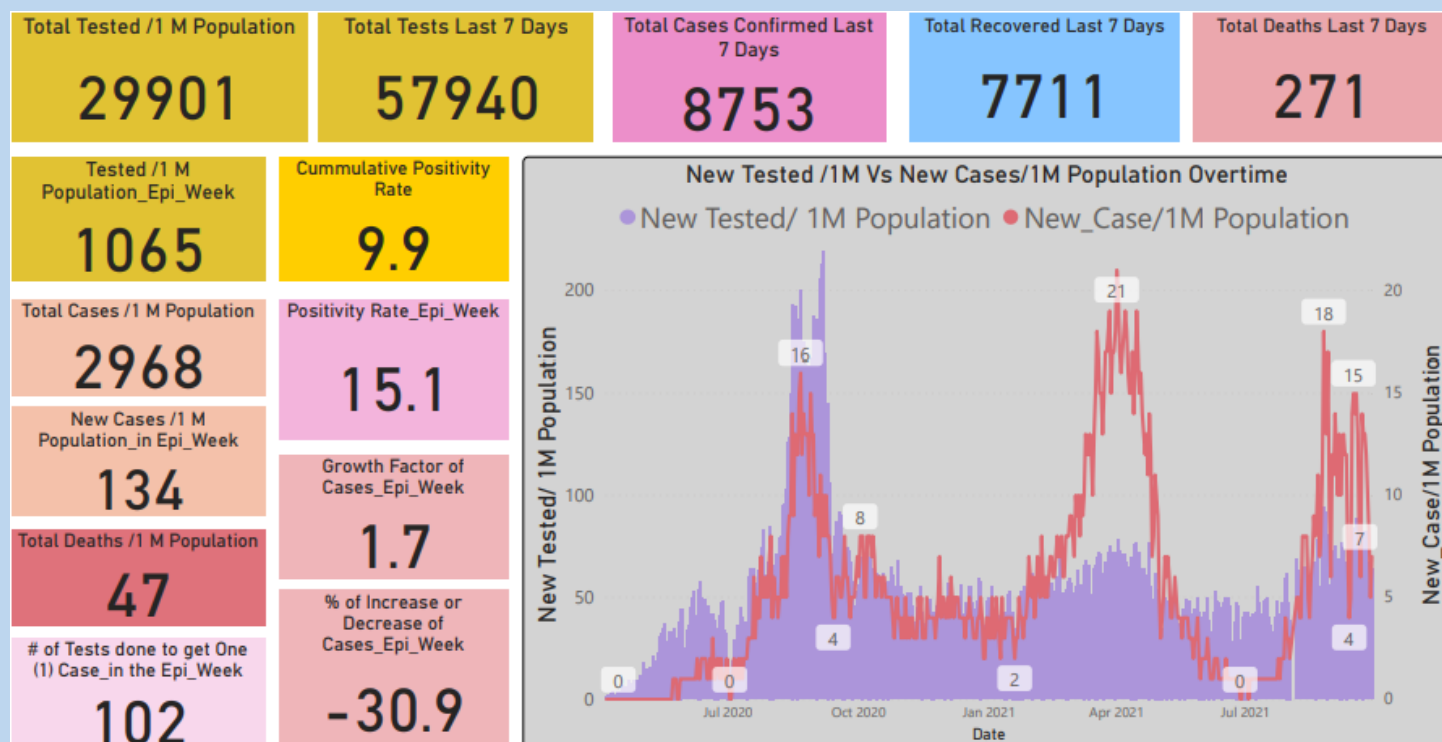 Total Tested /1 M Population
29901
Total Tests Last 7 Days
57940
Total Cases Confirmed Last
7 Days
8753
Total Recovered Last 7 Days
7711
Total Deaths Last 7 Days
271
Tested /1 M
Population_Epi_Week
1065
Cummulative Positivity
Rate
9.9
Total Cases /1 M Population
2968
Positivity Rate_Epi_Week
15.1
New Cases /1 M
Population_in Epi_Week
134
Growth Factor of
Cases_Epi_Week
1.7
Total Deaths /1 M Population
47
% of Increase or
Decrease of
Cases_Epi_Week
-30.9
# of Tests done to get One
(1) Case_in the Epi_Week
102
New Tested /1M Vs New Cases/1M Population Overtime
New Tested/ 1M Population
New_Case/1M Population
New Tested/ 1M Population
200
150
100
50
0
0
0
16
4
8
2
21
0
18
15
7
4
20
15
10
5
0
New_Case/1M Population
Jul 2020
Oct 2020
Jan 2021
Apr 2021
Jul 2021
Date